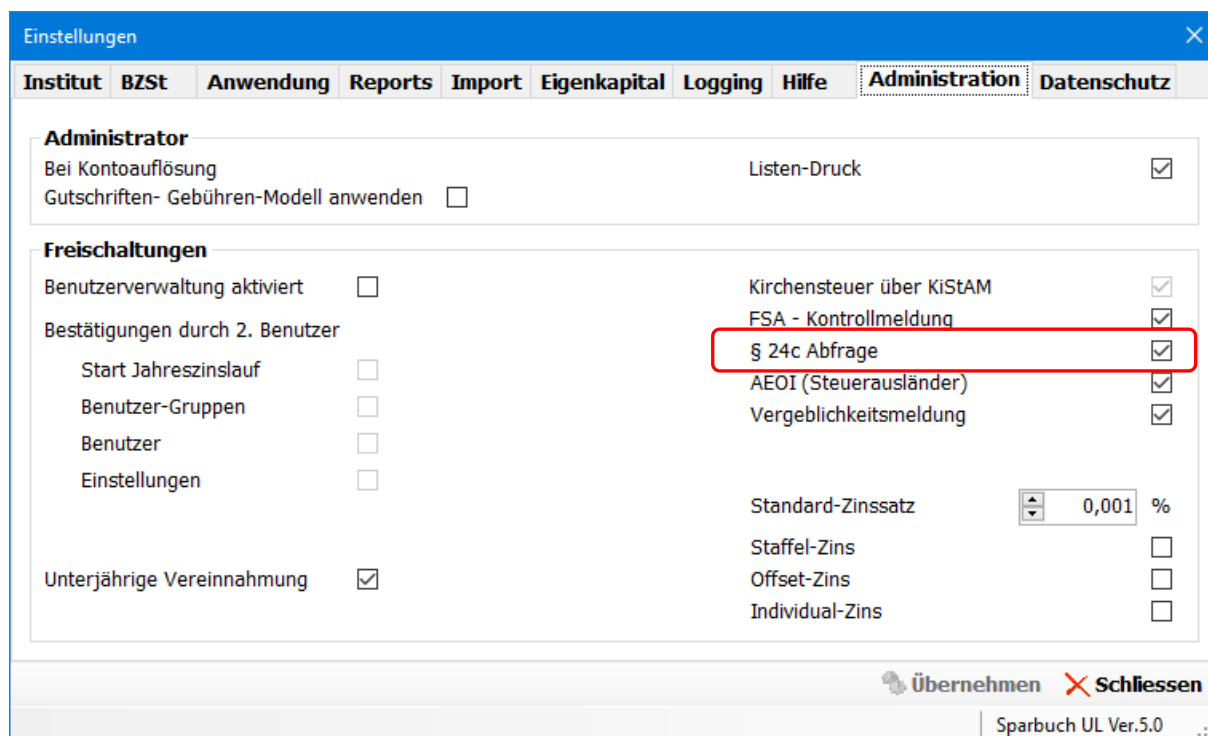 Einstellungen
Institut BZSt Anwendung Reports Import Eigenkapital Logging Hilfe Administration Datenschutz
Administrator
Bei Kontoauflösung
Gutschriften- Gebühren-Modell anwenden
Listen-Druck
Freischaltungen
Benutzerverwaltung aktiviert
Bestätigungen durch 2. Benutzer
Start Jahreszinslauf
Benutzer-Gruppen
Benutzer
Einstellungen
Unterjährige Vereinnahmung
Kirchensteuer über KiStAM
FSA - Kontrollmeldung
§ 24c Abfrage
AEOI (Steuerausländer)
Vergeblichkeitsmeldung
Standard-Zinssatz 0,001 %
Staffel-Zins
Offset-Zins
Individual-Zins
Übernehmen Schliessen
Sparbuch UL Ver.5.0